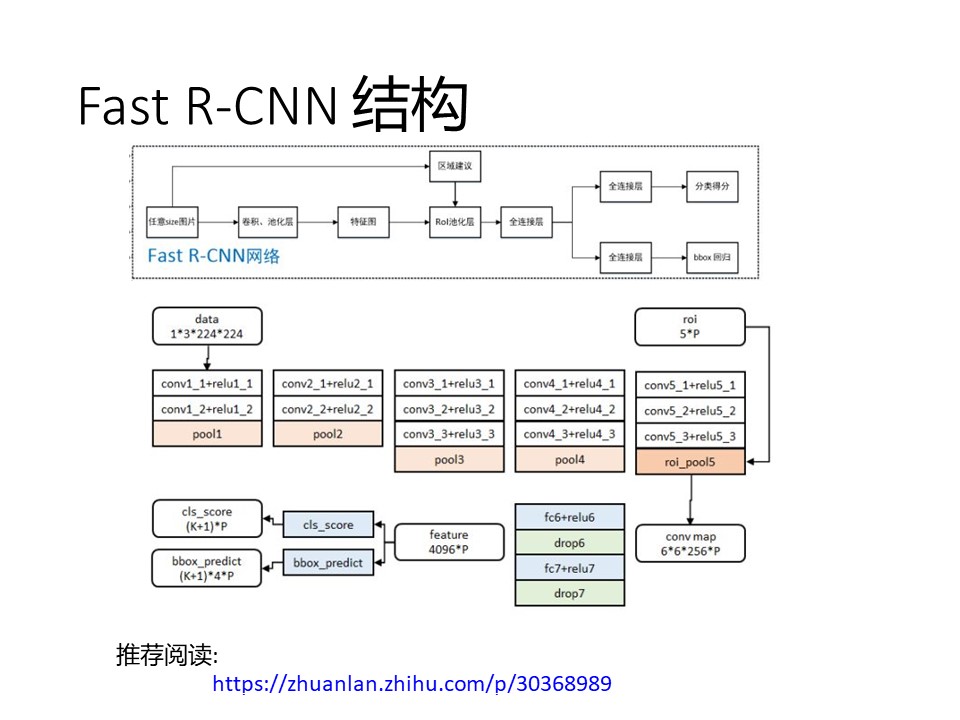 Fast R-CNN 结构
区域建议
全连接层
分类得分
任意size图片
卷积、池化层
特征图
RoI池化层
全连接层
Fast R-CNN网络
全连接层
bbox 回归
data
1*3*224*224
roi
5*P
conv1_1+relu1_1
conv1_2+relu1_2
pool1
conv2_1+relu2_1
conv2_2+relu2_2
pool2
conv3_1+relu3_1
conv3_2+relu3_2
conv3_3+relu3_3
pool3
conv4_1+relu4_1
conv4_2+relu4_2
conv4_3+relu4_3
pool4
conv5_1+relu5_1
conv5_2+relu5_2
conv5_3+relu5_3
roi_pool5
cls_score
(K+1)*P
cls_score
bbox_predict
(K+1)*4*P
bbox_predict
feature
4096*P
fc6+relu6
drop6
fc7+relu7
drop7
conv map
6*6*256*P
推荐阅读:
https://zhuanlan.zhihu.com/p/30368989